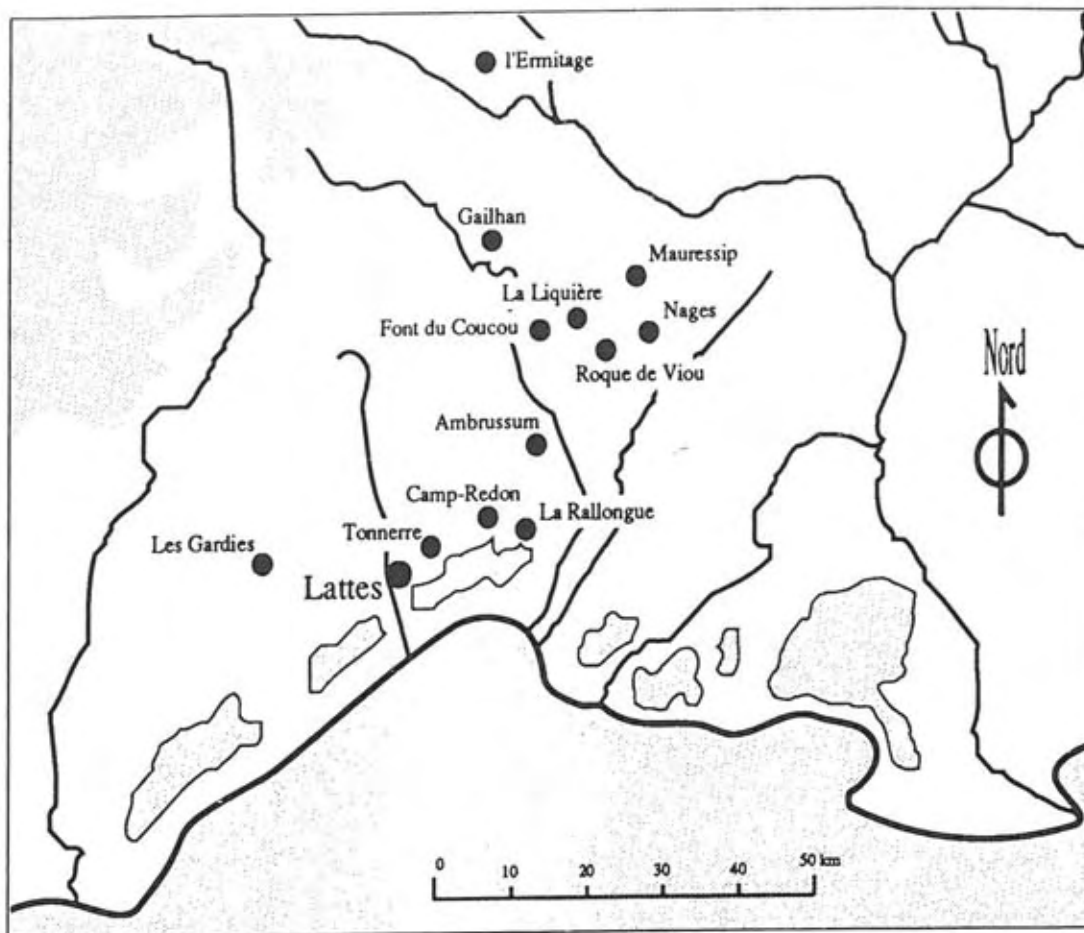 l'Ermitage
Gailhan
Mauressip
La Liquière
Nages
Font du Coucou
Roque de Viou
Nord
Ambrussum
Camp-Redon
La Rallongue
Tonnerre
Les Gardies
Lattes
0 10 20 30 40 50 km